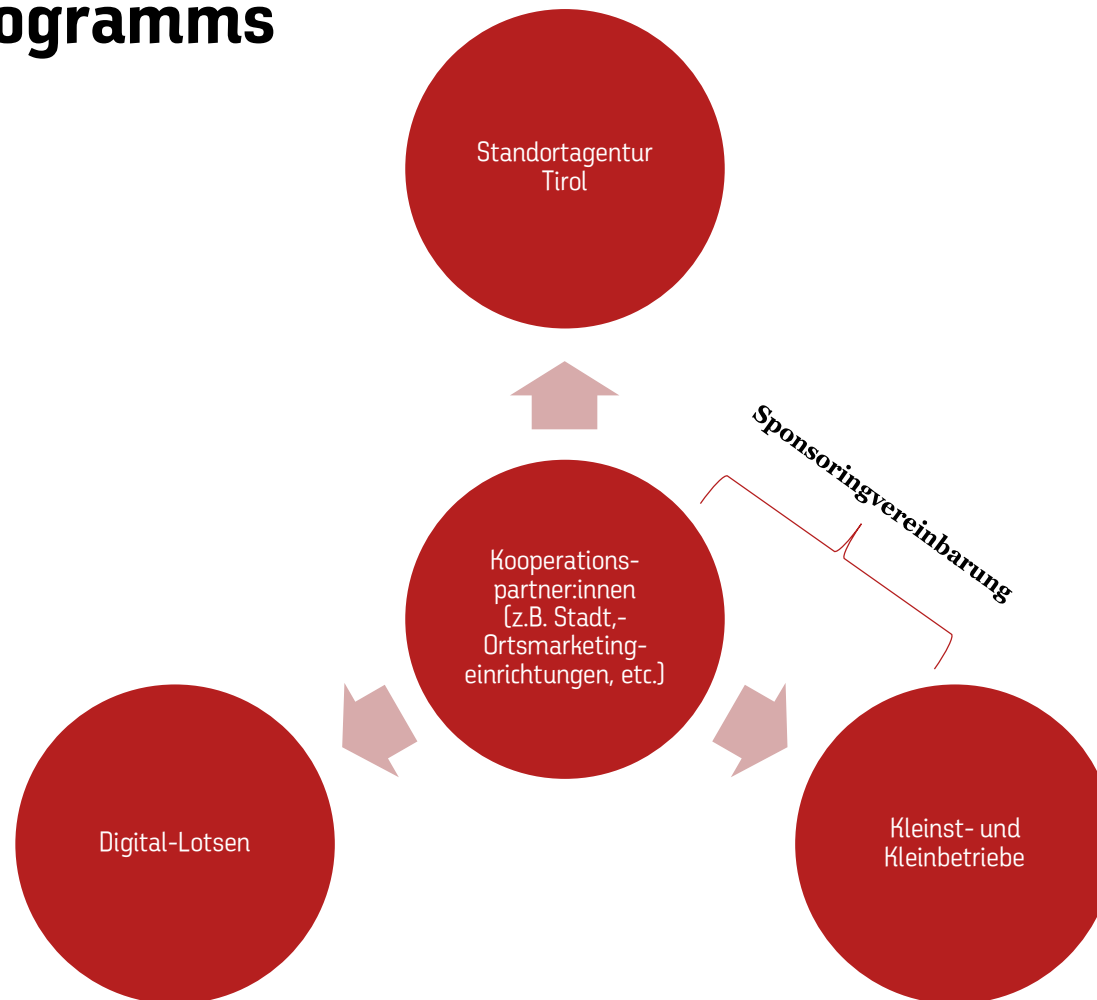 ogramms
Standortagentur
Tirol
Sponsoringvereinbarung
Kooperations-
partner:innen
(z.B. Stadt,-
Ortsmarketing-
einrichtungen, etc.)
Digital-Lotsen
Kleinst- und
Kleinbetriebe